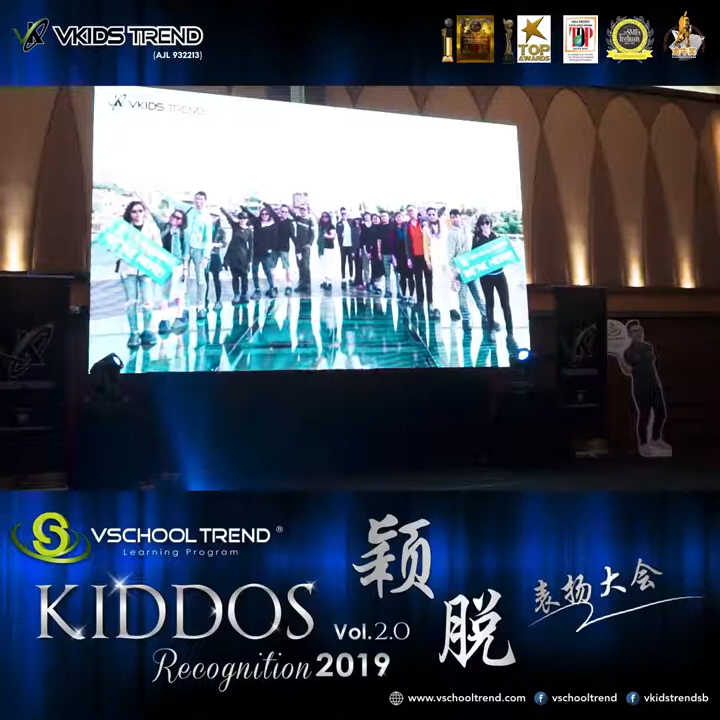 VKIDS TREND
(AJL 932213)
TOP
AWARDS
VKIDS TREND
VSCHOOL TREND ®
Learning Program
颖
脱
表扬大会
KIDDOS Vol.2.0
Recognition 2019
www.vschooltrend.com vschooltrend vkidstrendsb